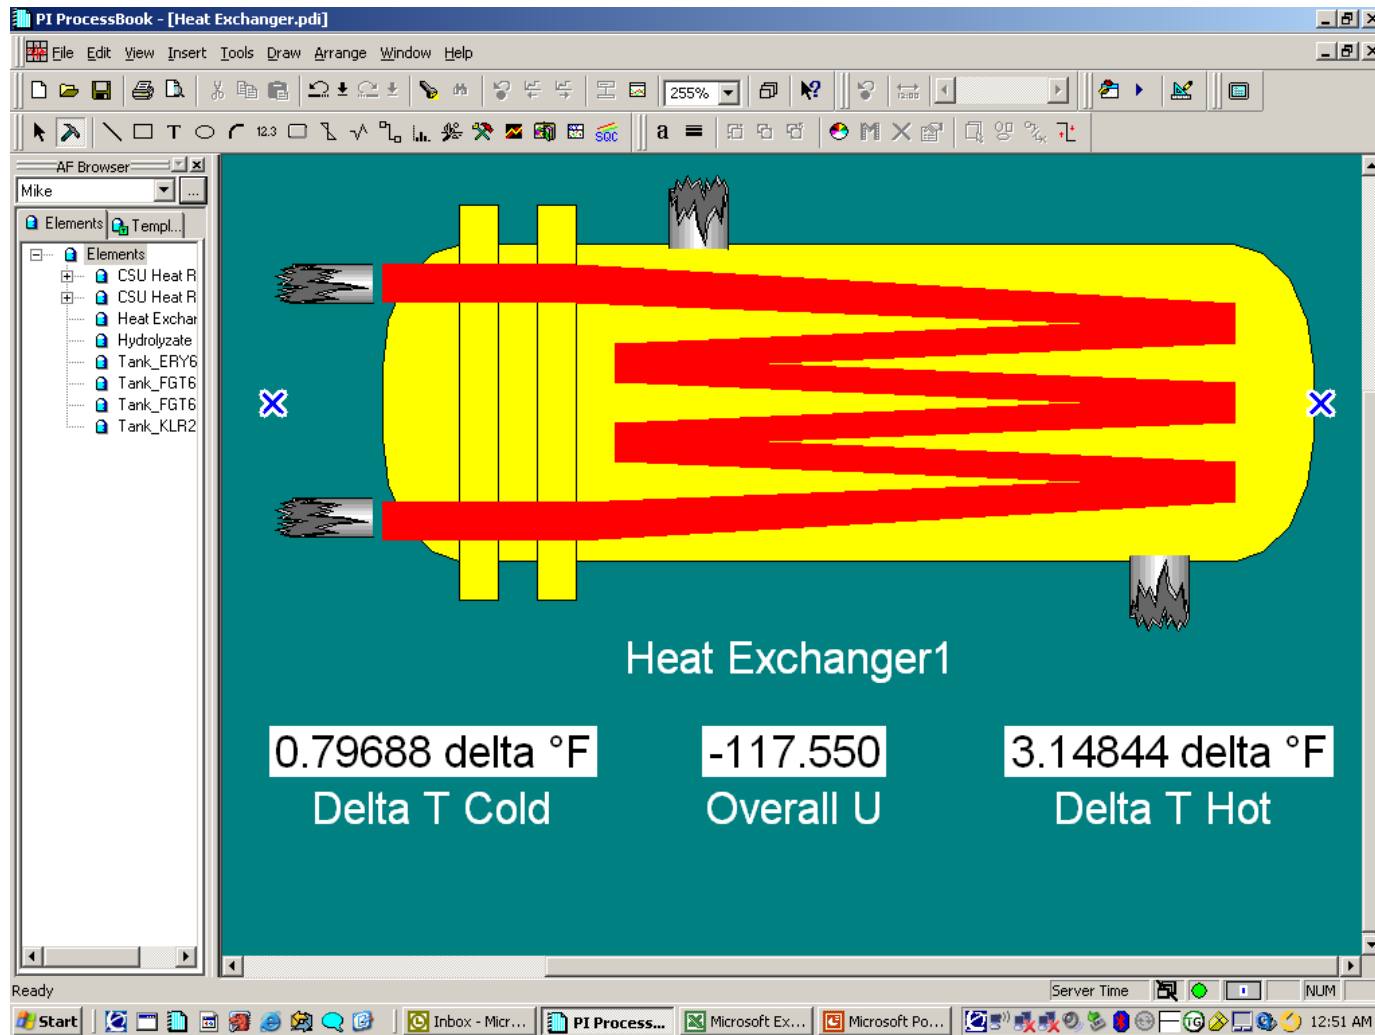 PI ProcessBook - [Heat Exchanger.pdi]
File Edit View Insert Tools Draw Arrange Window Help
255%
T 12.3 SQC a
AF Browser
Mike
...
Elements Templ...
Elements
CSU Heat R
CSU Heat R
Heat Exchar
Hydrolyzate
Tank_ERY6
Tank_FGT6
Tank_FGT6
Tank_KLR2
Heat Exchanger1
0.79688 delta °F -117.550 3.14844 delta °F
Delta T Cold Overall U Delta T Hot
Ready Server Time NUM
Start Inbox - Micr... PI Process... Microsoft Ex... Microsoft Po... TG 12:51 AM